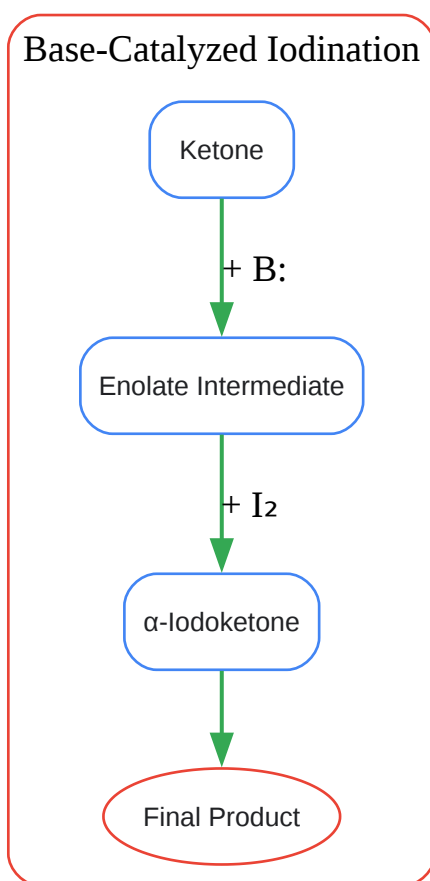 Base-Catalyzed Iodination
Ketone
+ B:
Enolate Intermediate
+ I₂
α-Iodoketone
Final Product